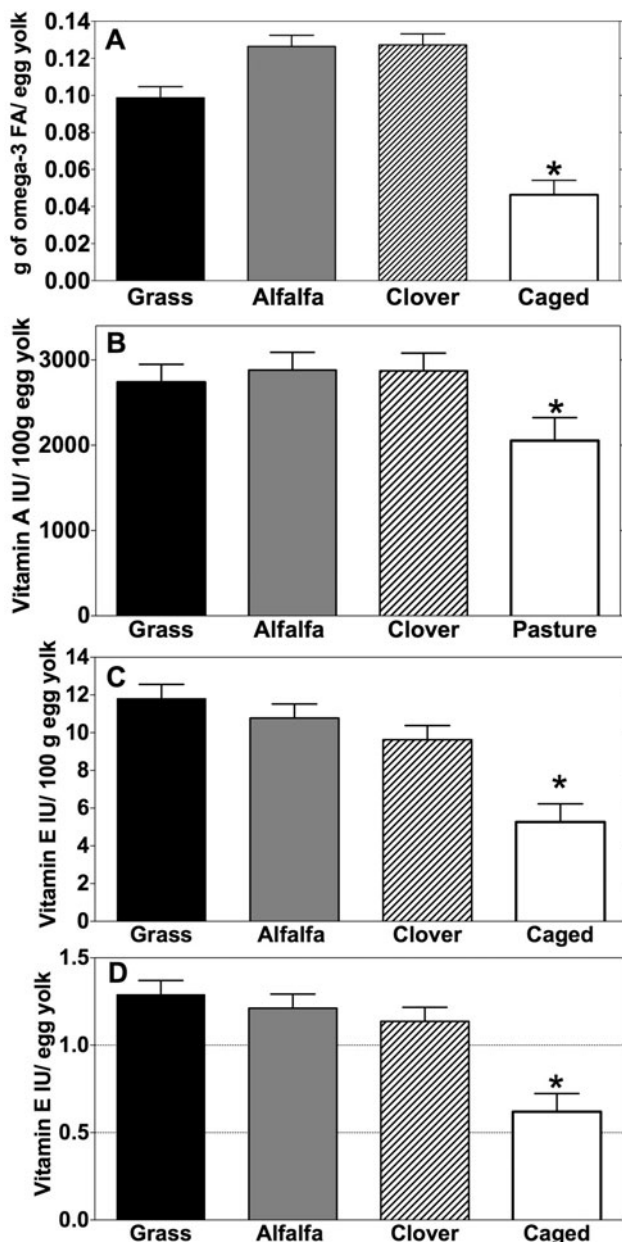 A
g of omega-3 FA/ egg yolk
0.14
0.12
0.10
0.08
0.06
0.04
0.02
0.00
*
Grass Alfalfa Clover Caged
B
Vitamin A IU/ 100g egg yolk
3000
2000
1000
0
*
Grass Alfalfa Clover Pasture
C
Vitamin E IU/ 100 g egg yolk
14
12
10
8
6
4
2
0
*
Grass Alfalfa Clover Caged
D
Vitamin E IU/ egg yolk
1.5
1.0
0.5
0.0
*
Grass Alfalfa Clover Caged